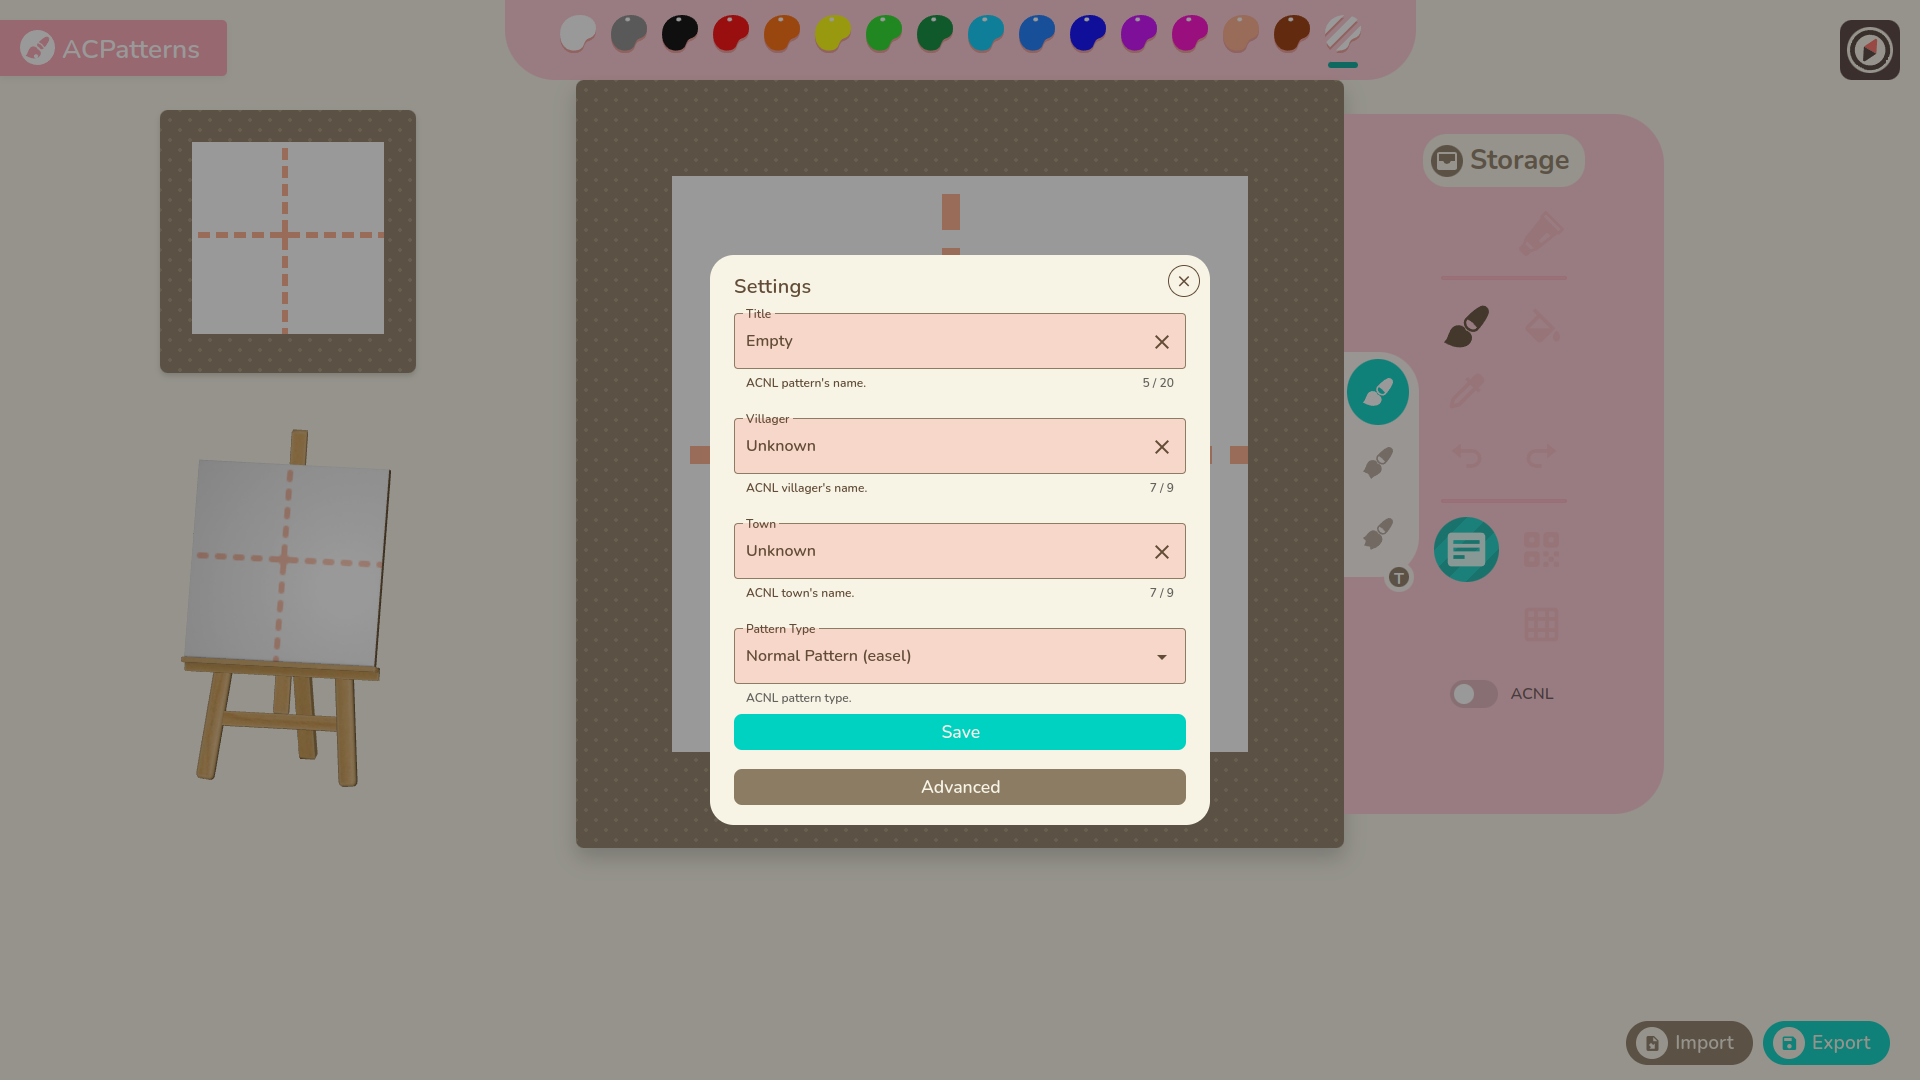 ACPatterns
Storage
Settings
Title
Empty
ACNL pattern's name.
5 / 20
Villager
Unknown
ACNL villager's name.
7 / 9
Town
Unknown
ACNL town's name.
7 / 9
Pattern Type
Normal Pattern (easel)
ACNL pattern type.
Save
Advanced
T
ACNL
Import
Export